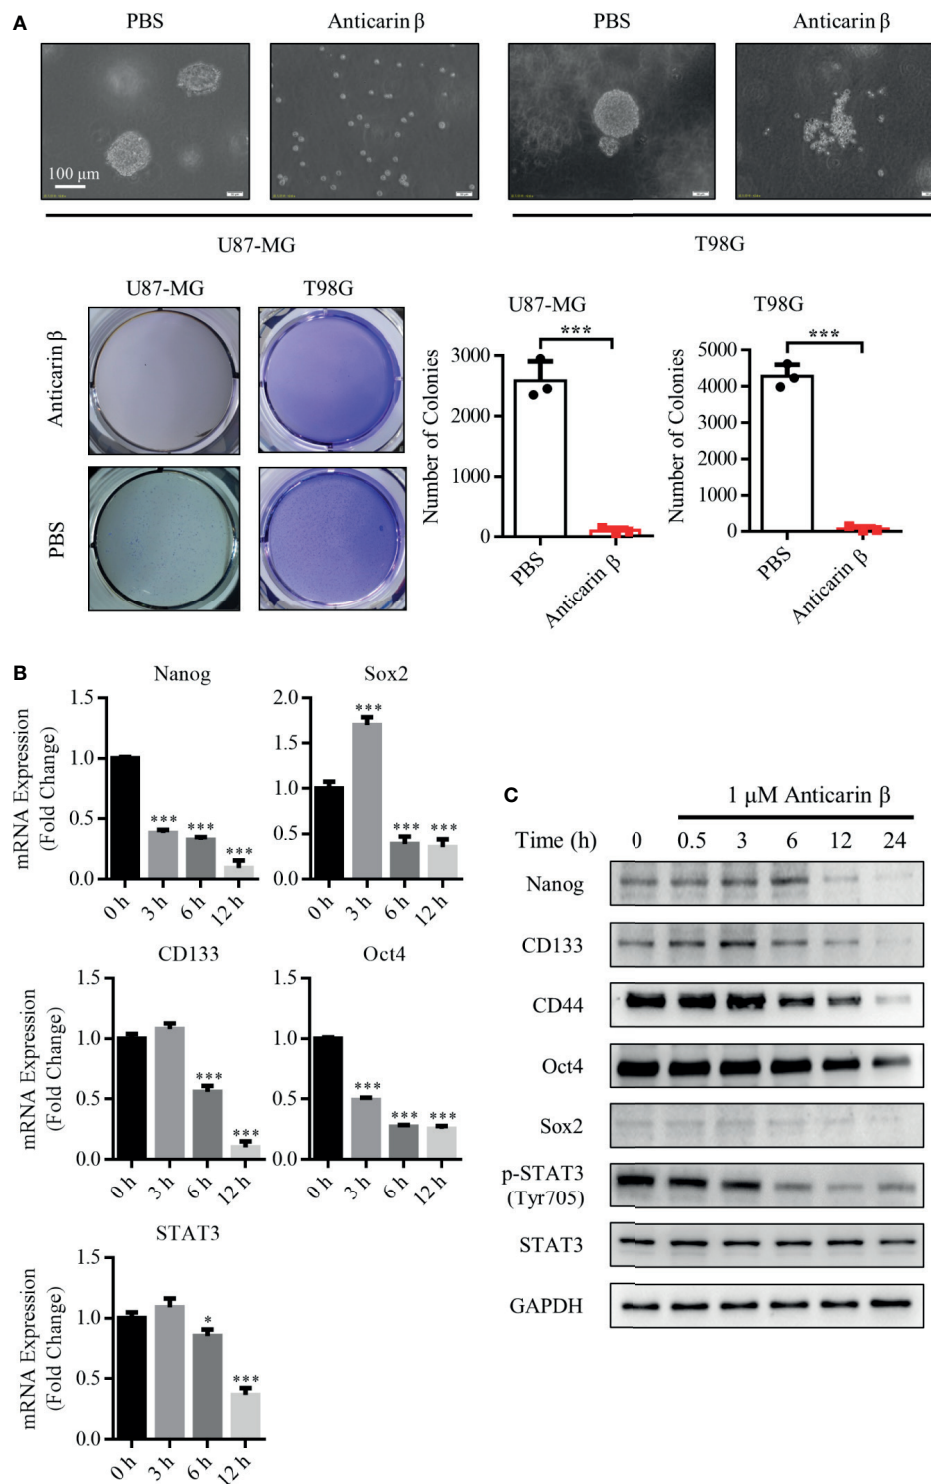 A
PBS
Anticarin β
PBS
Anticarin β
100 μm
U87-MG
T98G
U87-MG
T98G
Anticarin β
PBS
U87-MG
***
Number of Colonies
3000
2000
1000
0
PBS
Anticarin β
T98G
***
Number of Colonies
5000
4000
3000
2000
1000
0
PBS
Anticarin β
B
Nanog
mRNA Expression
(Fold Change)
1.5
1.0
0.5
0.0
***
***
***
0 h
3 h
6 h
12 h
Sox2
2.0
1.5
1.0
0.5
0.0
***
***
***
0 h
3 h
6 h
12 h
CD133
mRNA Expression
(Fold Change)
1.5
1.0
0.5
0.0
***
***
0 h
3 h
6 h
12 h
Oct4
1.5
1.0
0.5
0.0
***
***
***
0 h
3 h
6 h
12 h
STAT3
mRNA Expression
(Fold Change)
1.5
1.0
0.5
0.0
*
***
0 h
3 h
6 h
12 h
C
1 μM Anticarin β
Time (h) 0 0.5 3 6 12 24
Nanog
CD133
CD44
Oct4
Sox2
p-STAT3
(Tyr705)
STAT3
GAPDH